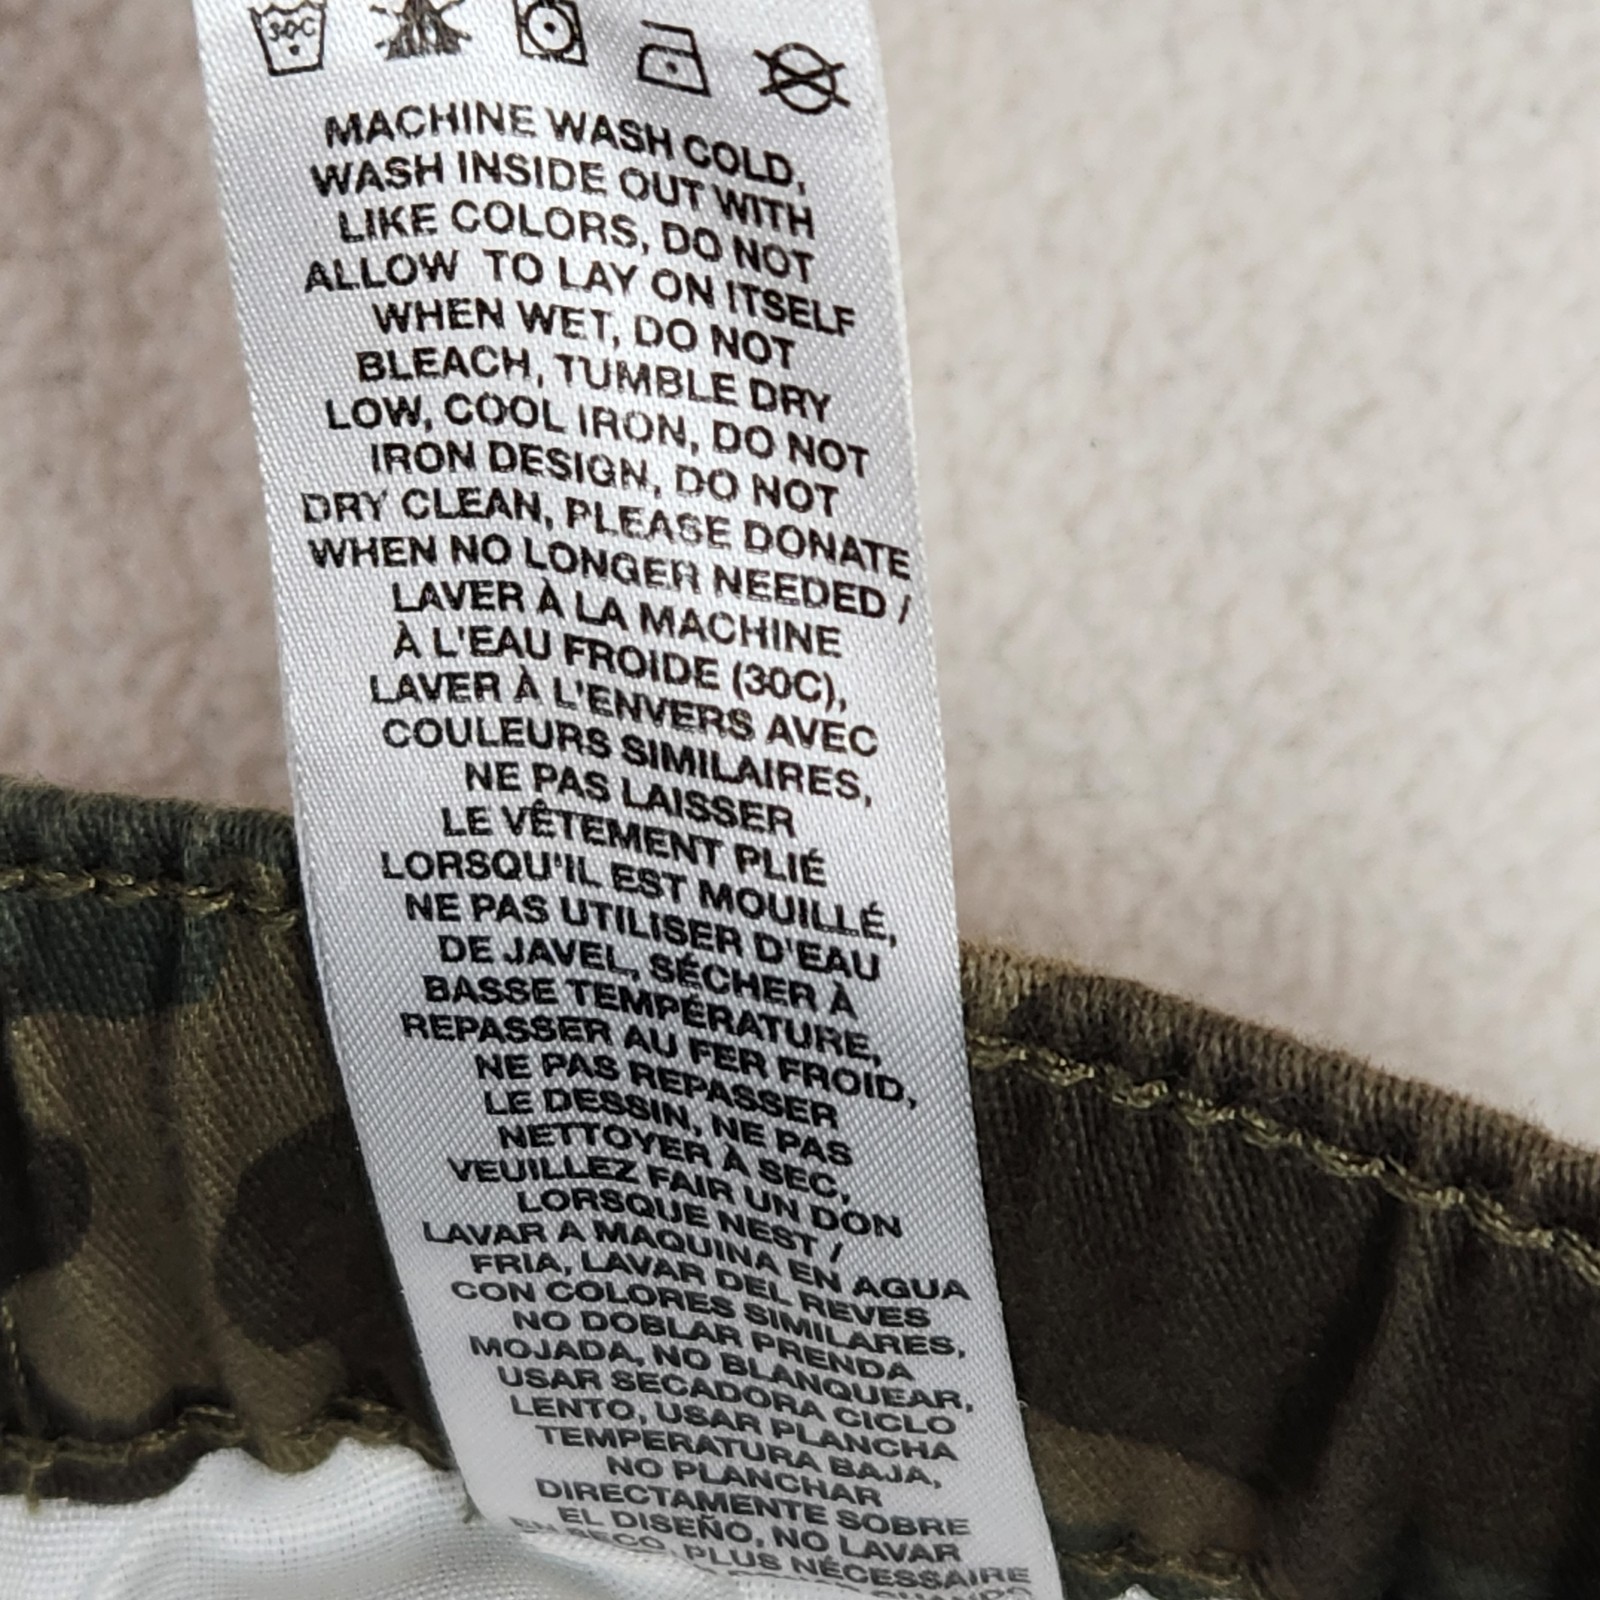 30C
MACHINE WASH COLD,
WASH INSIDE OUT WITH
LIKE COLORS, DO NOT
ALLOW TO LAY ON ITSELF
WHEN WET, DO NOT
BLEACH, TUMBLE DRY
LOW, COOL IRON, DO NOT
IRON DESIGN, DO NOT
DRY CLEAN, PLEASE DONATE
WHEN NO LONGER NEEDED /
LAVER À LA MACHINE
À L'EAU FROIDE (30C),
LAVER À L'ENVERS AVEC
COULEURS SIMILAIRES,
NE PAS LAISSER
LE VÊTEMENT PLIÉ
LORSQU'IL EST MOUILLÉ,
NE PAS UTILISER D'EAU
DE JAVEL, SÉCHER À
BASSE TEMPÉRATURE,
REPASSER AU FER FROID,
NE PAS REPASSER
LE DESSIN, NE PAS
NETTOYER À SEC,
VEUILLEZ FAIR UN DON
LORSQUE NEST /
LAVAR A MAQUINA EN AGUA
FRIA, LAVAR DEL REVES
CON COLORES SIMILARES,
NO DOBLAR PRENDA
MOJADA, NO BLANQUEAR,
USAR SECADORA CICLO
LENTO, USAR PLANCHA
TEMPERATURA BAJA,
NO PLANCHAR
DIRECTAMENTE SOBRE
EL DISEÑO, NO LAVAR
EN SECO, PLUS NÉCESSAIRE